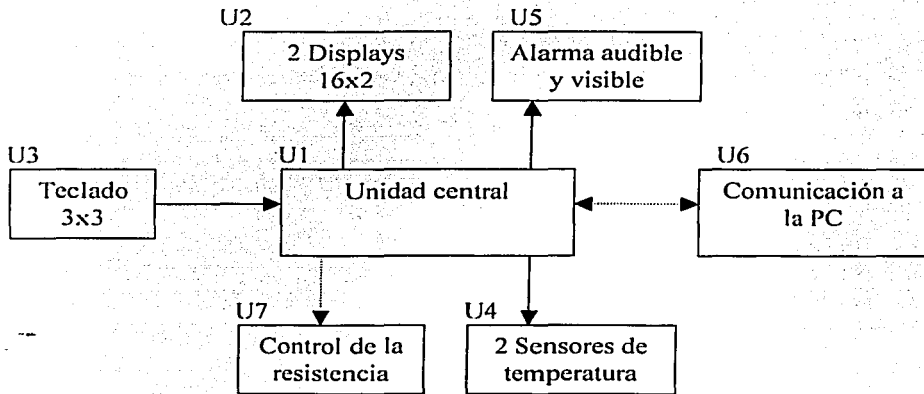 U2
2 Displays
16x2
U5
Alarma audible
y visible
U3
Teclado
3x3
U1
Unidad central
U6
Comunicación a
la PC
U7
Control de la
resistencia
U4
2 Sensores de
temperatura